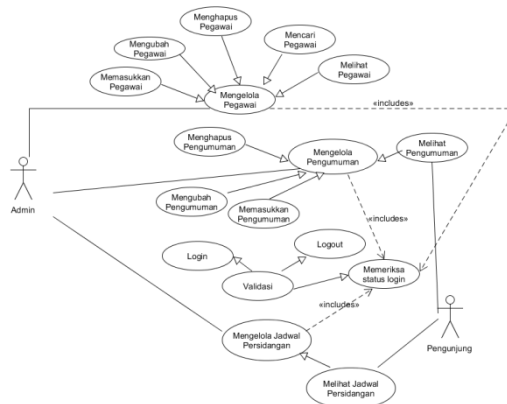 Menghapus
Pegawai
Mengubah
Pegawai
Mencari
Pegawai
Memasukkan
Pegawai
Melihat
Pegawai
Mengelola
Pegawai
«includes»
Menghapus
Pengumuman
Mengelola
Pengumuman
Melihat
Pengumuman
Admin
Mengubah
Pengumuman
Memasukkan
Pengumuman
«includes»
Login
Logout
Validasi
Memeriksa
status login
«includes»
Mengelola Jadwal
Persidangan
Pengunjung
Melihat Jadwal
Persidangan